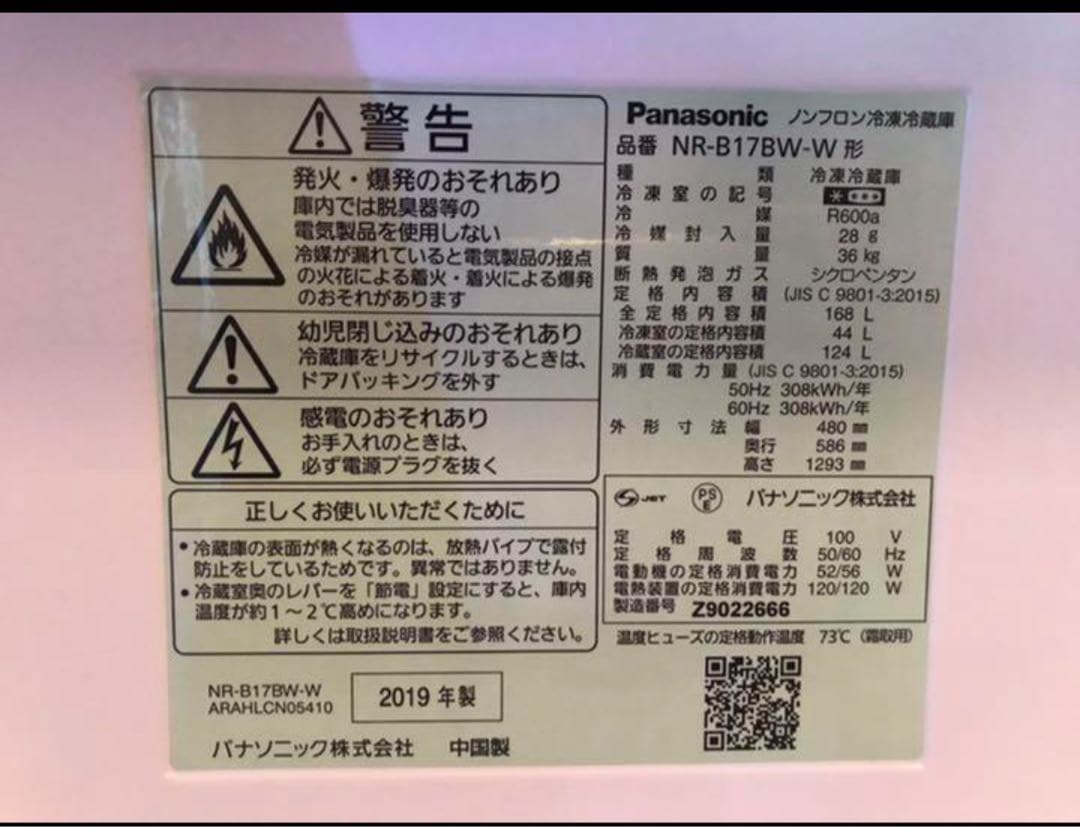 警告
発火・爆発のおそれあり
庫内では脱臭器等の
電気製品を使用しない
冷媒が漏れていると電気製品の接点
の火花による着火・着火による爆発
のおそれがあります
幼児閉じ込みのおそれあり
冷蔵庫をリサイクルするときは、
ドアパッキングを外す
感電のおそれあり
お手入れのときは、
必ず電源プラグを抜く
正しくお使いいただくために
•冷蔵庫の表面が熱くなるのは、放熱パイプで露付
防止をしているためです。異常ではありません。
•冷蔵室奥のレバーを「節電」設定にすると、庫内
温度が約1～2℃高めになります。
詳しくは取扱説明書をご参照ください。
NR-B17BW-W
ARAHLCN05410
2019 年製
パナソニック株式会社 中国製
Panasonic ノンフロン冷凍冷蔵庫
品番 NR-B17BW-W 形
種類 冷凍冷蔵庫
冷凍室の記号
冷媒 R600a
冷媒封入量 28 g
質量 36 kg
断熱発泡ガス シクロペンタン
定格内容積 (JIS C 9801-3:2015)
全定格内容積 168 L
冷凍室の定格内容積 44 L
冷蔵室の定格内容積 124 L
消費電力量 (JIS C 9801-3:2015)
50Hz 308kWh/年
60Hz 308kWh/年
外形寸法 幅 480 mm
奥行 586 mm
高さ 1293 mm
JET PS E パナソニック株式会社
定格電圧 100 V
定格周波数 50/60 Hz
電動機の定格消費電力 52/56 W
電熱装置の定格消費電力 120/120 W
製造番号 Z9022666
温度ヒューズの定格動作温度 73℃ (霜取用)